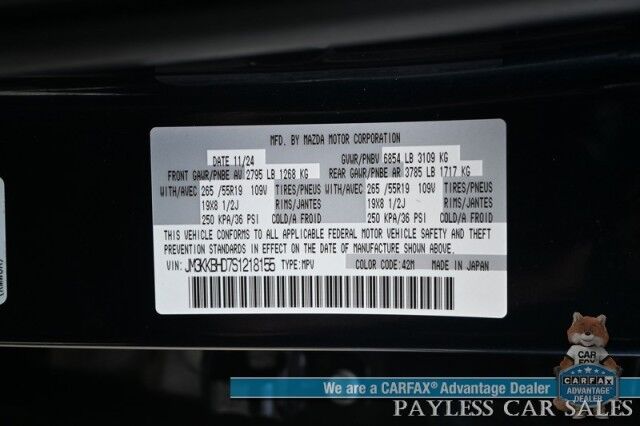 MFD. BY MAZDA MOTOR CORPORATION
DATE 11/24 GVWR/PNBV 6854 LB 3109 KG
FRONT GAWR/PNBE AV 2795 LB 1268 KG REAR GAWR/PNBE AR 3785 LB 1717 KG
WITH/AVEC 265 /55R19 109V TIRES/PNEUS WITH/AVEC 265 /55R19 109V TIRES/PNEUS
19X8 1/2J RIMS/JANTES 19X8 1/2J RIMS/JANTES
250 KPA/36 PSI COLD/A FROID 250 KPA/36 PSI COLD/A FROID
THIS VEHICLE CONFORMS TO ALL APPLICABLE FEDERAL MOTOR VEHICLE SAFETY AND THEFT
PREVENTION STANDARDS IN EFFECT ON THE DATE OF MANUFACTURE SHOWN ABOVE.
VIN: JM3KKBHD7S1218155 TYPE:MPV COLOR CODE:42M MADE IN JAPAN
CAR FOX
CARFAX
ADVANTAGE
DEALER
We are a CARFAX® Advantage Dealer
PAYLESS CAR SALES